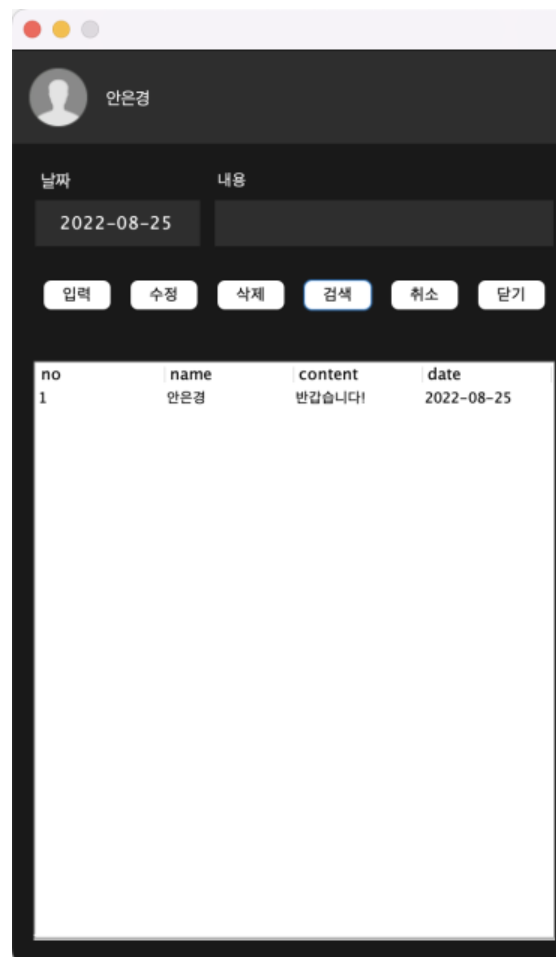 안은경
날짜 내용
2022-08-25
입력 수정 삭제 검색 취소 닫기
no name content date
1 안은경 반갑습니다! 2022-08-25